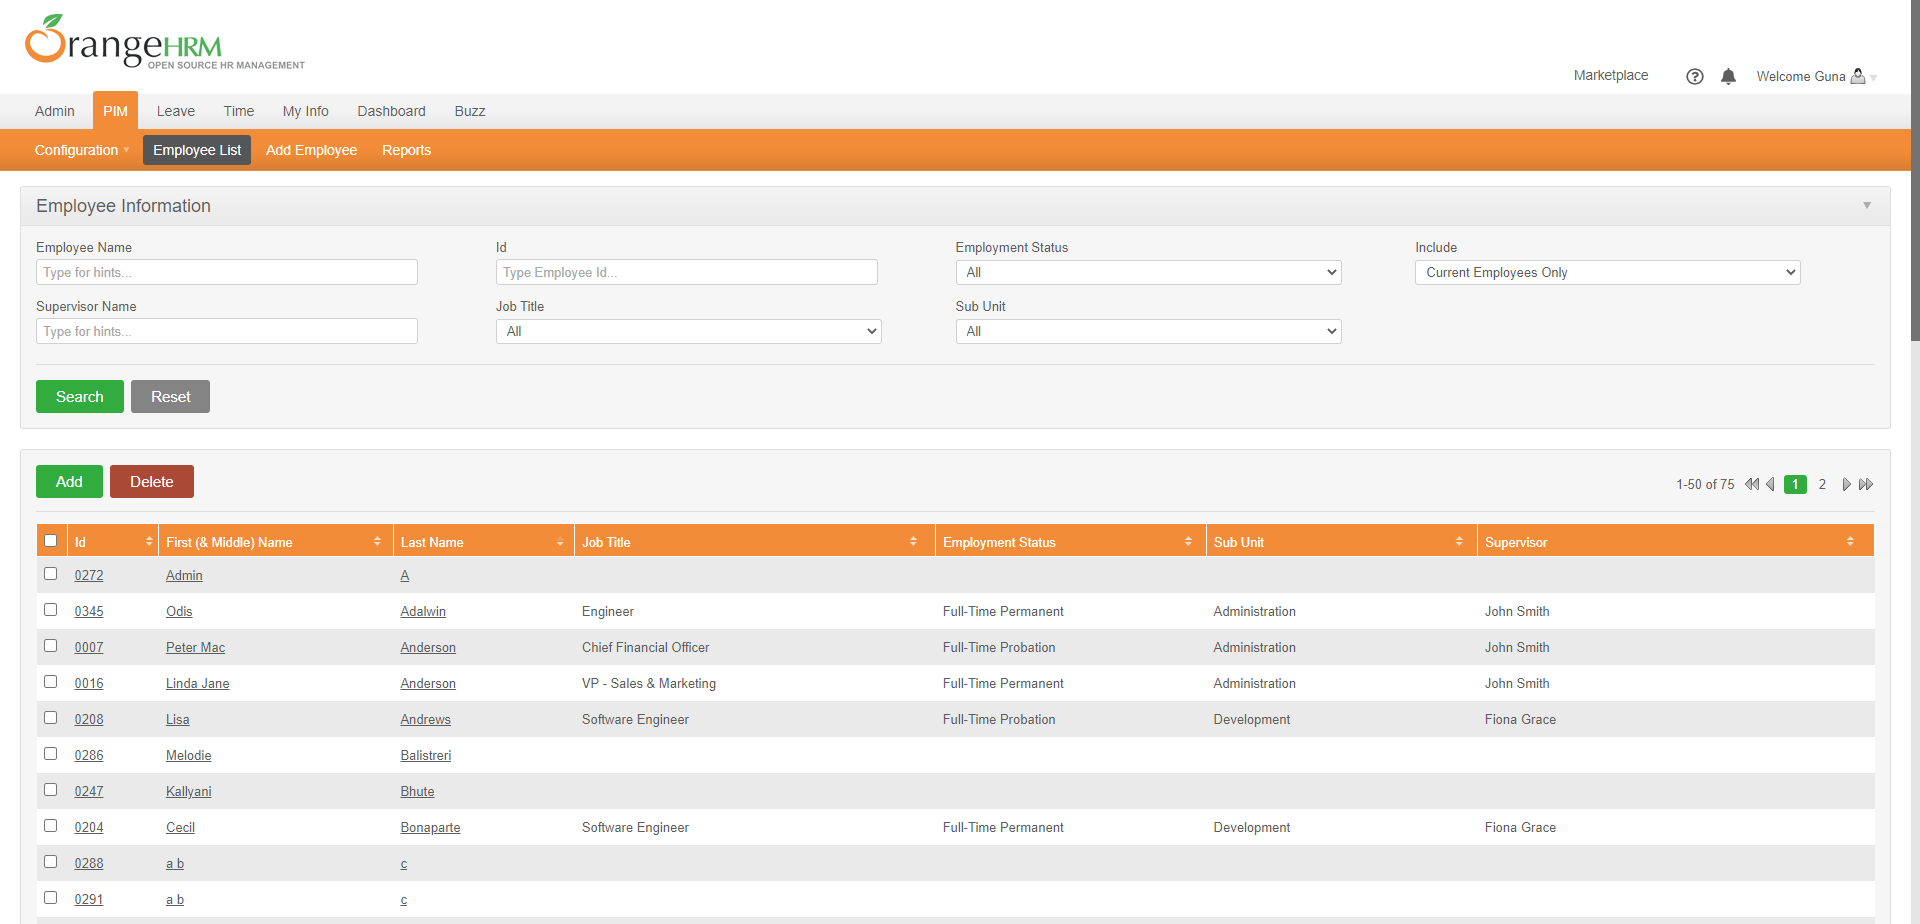 OrangeHRM
OPEN SOURCE HR MANAGEMENT
Marketplace
Welcome Guna
Admin PIM Leave Time My Info Dashboard Buzz
Configuration Employee List Add Employee Reports
Employee Information
Employee Name Id Employment Status Include
Type for hints... Type Employee Id... All Current Employees Only
Supervisor Name Job Title Sub Unit
Type for hints... All All
Search Reset
Add Delete
1-50 of 75 1 2
Id First (& Middle) Name Last Name Job Title Employment Status Sub Unit Supervisor
0272 Admin A
0345 Odis Adalwin Engineer Full-Time Permanent Administration John Smith
0007 Peter Mac Anderson Chief Financial Officer Full-Time Probation Administration John Smith
0016 Linda Jane Anderson VP - Sales & Marketing Full-Time Permanent Administration John Smith
0208 Lisa Andrews Software Engineer Full-Time Probation Development Fiona Grace
0286 Melodie Balistreri
0247 Kallyani Bhute
0204 Cecil Bonaparte Software Engineer Full-Time Permanent Development Fiona Grace
0288 a b c
0291 a b c